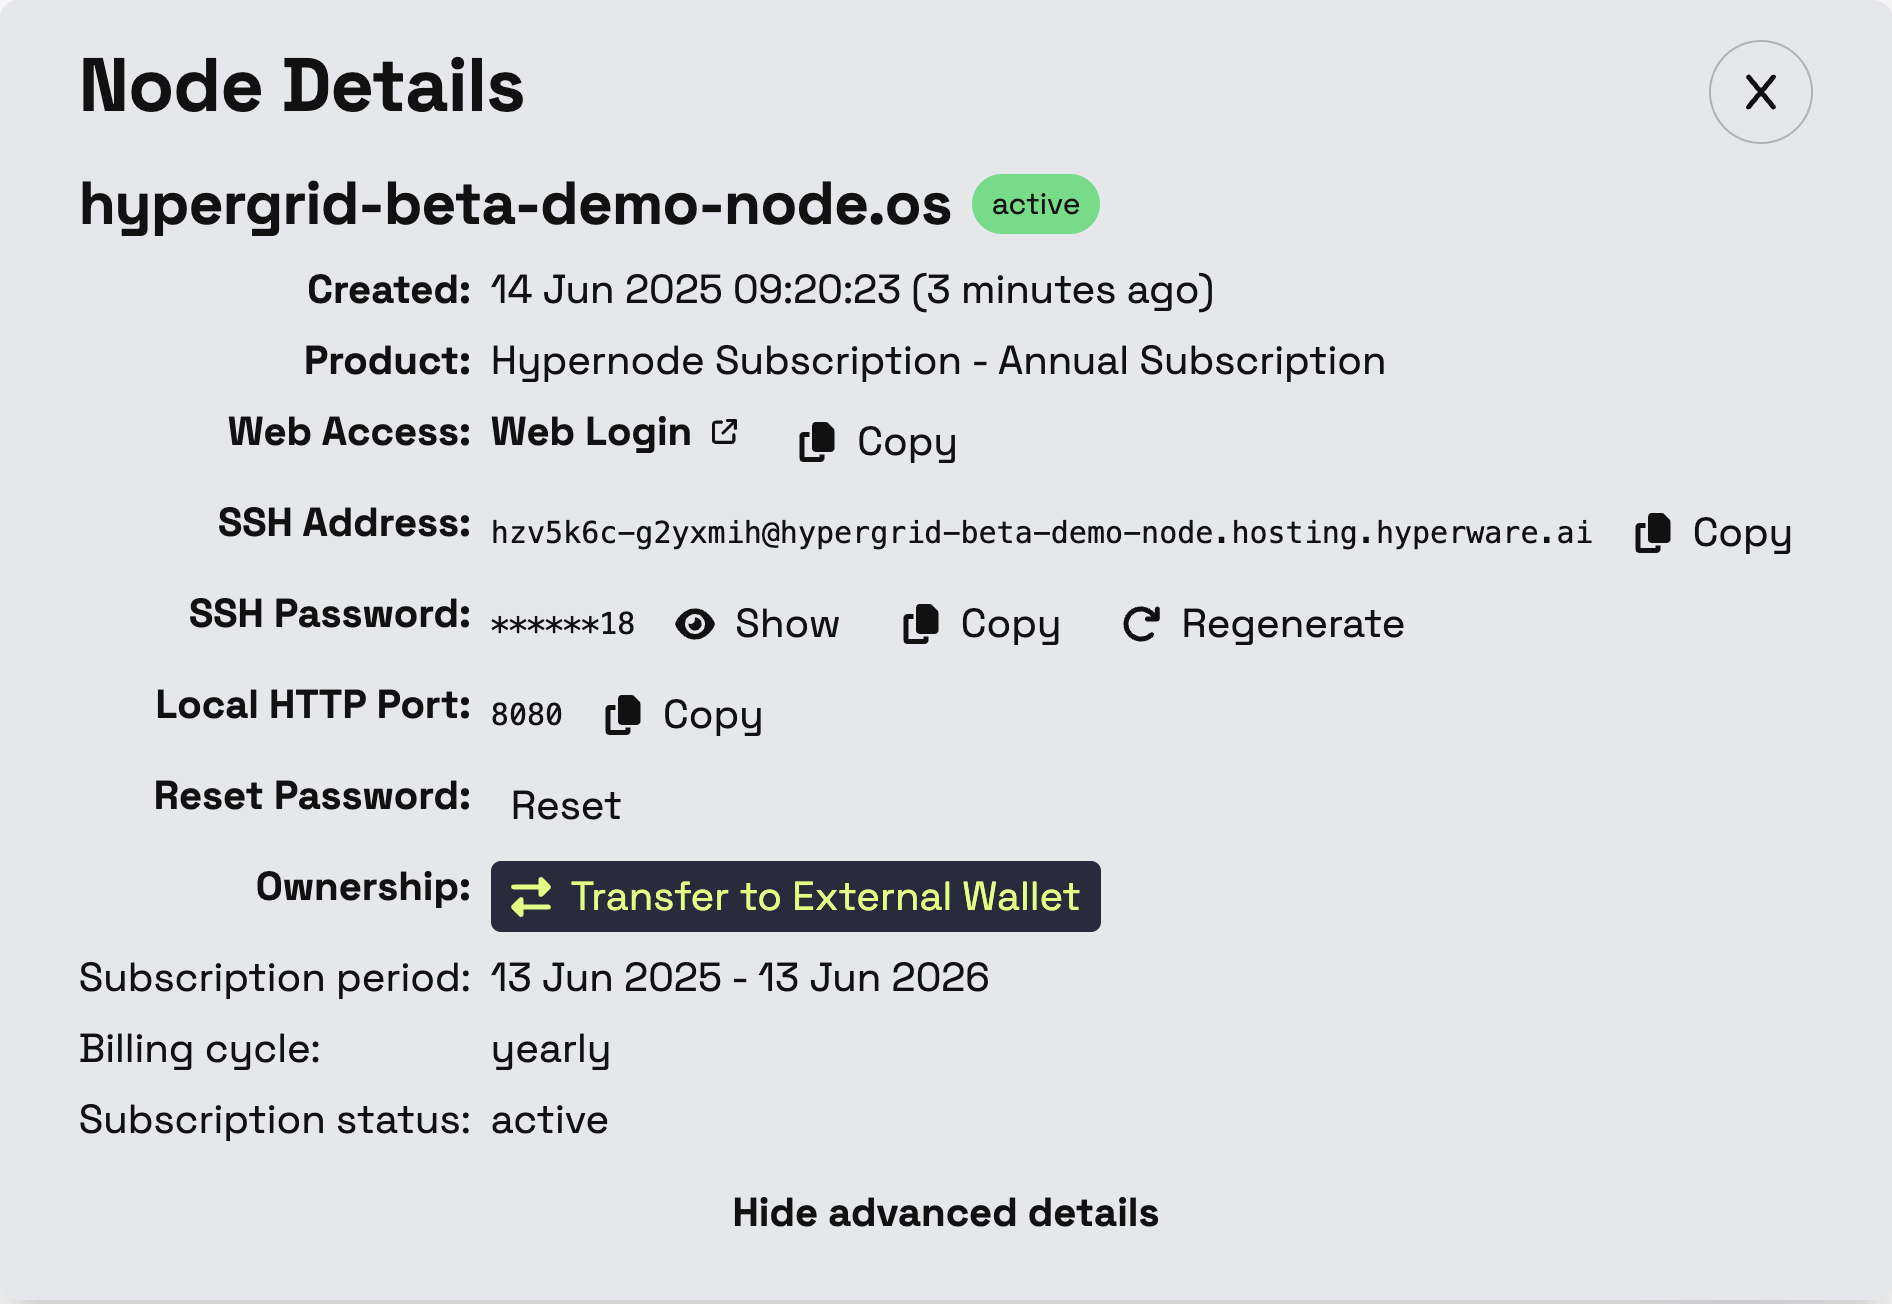 Node Details
X
hypergrid-beta-demo-node.os active
Created: 14 Jun 2025 09:20:23 (3 minutes ago)
Product: Hypernode Subscription - Annual Subscription
Web Access: Web Login Copy
SSH Address: hzv5k6c-g2yxmih@hypergrid-beta-demo-node.hosting.hyperware.ai Copy
SSH Password: ******18 Show Copy Regenerate
Local HTTP Port: 8080 Copy
Reset Password: Reset
Ownership: Transfer to External Wallet
Subscription period: 13 Jun 2025 - 13 Jun 2026
Billing cycle: yearly
Subscription status: active
Hide advanced details